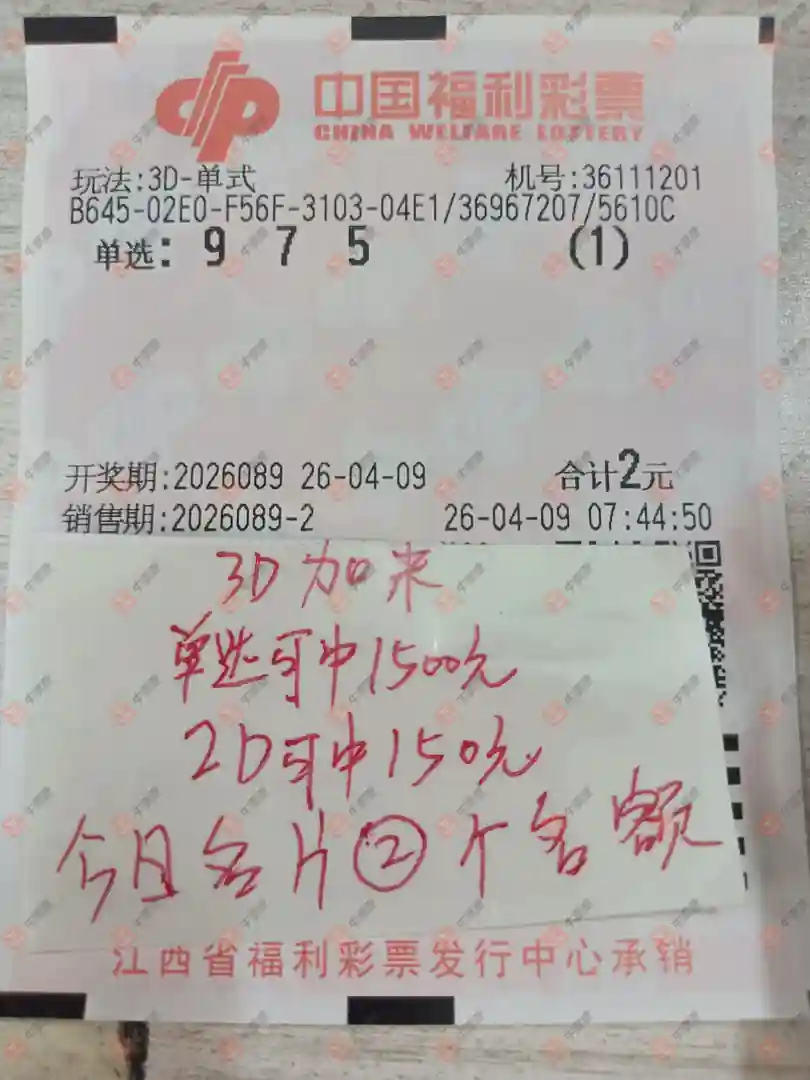 中国福利彩票
CHINA WELFARE LOTTERY
玩法:3D-单式 机号:36111201
B645-02E0-F56F-3103-04E1/36967207/5610C
单选: 9 7 5 (1)
开奖期:2026089 26-04-09 合计2元
销售期:2026089-2 26-04-09 07:44:50
3D加来
单选可中1500元
2D可中150元
今日名片②个名额
江西省福利彩票发行中心承销